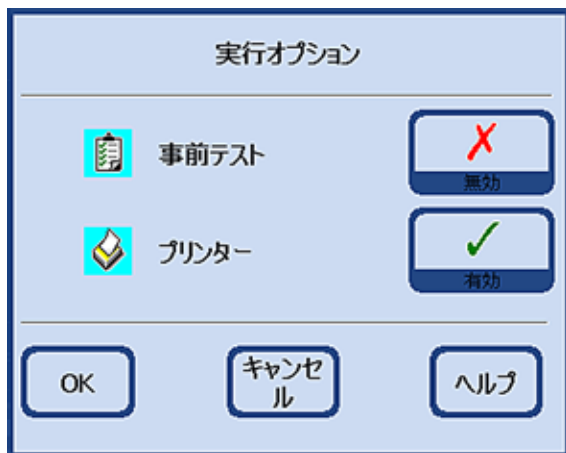 実行オプション
事前テスト
無効
プリンター
有効
OK
キャンセ
ル
ヘルプ